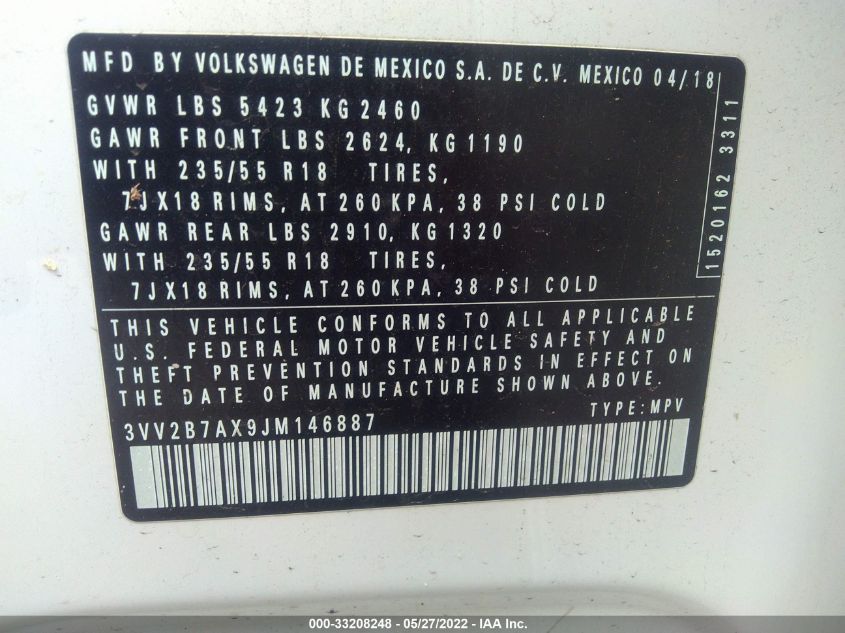 MFD BY VOLKSWAGEN DE MEXICO S.A. DE C.V. MEXICO 04/18
GVWR LBS 5423 KG 2460
GAWR FRONT LBS 2624, KG 1190
WITH 235/55 R18 TIRES,
7JX18 RIMS, AT 260 KPA, 38 PSI COLD
GAWR REAR LBS 2910, KG 1320
WITH 235/55 R18 TIRES,
7JX18 RIMS, AT 260 KPA, 38 PSI COLD
THIS VEHICLE CONFORMS TO ALL APPLICABLE
U.S. FEDERAL MOTOR VEHICLE SAFETY AND
THEFT PREVENTION STANDARDS IN EFFECT ON
THE DATE OF MANUFACTURE SHOWN ABOVE.
3VV2B7AX9JM146887 TYPE: MPV
1520162 3311
000-33208248 - 05/27/2022 - IAA Inc.